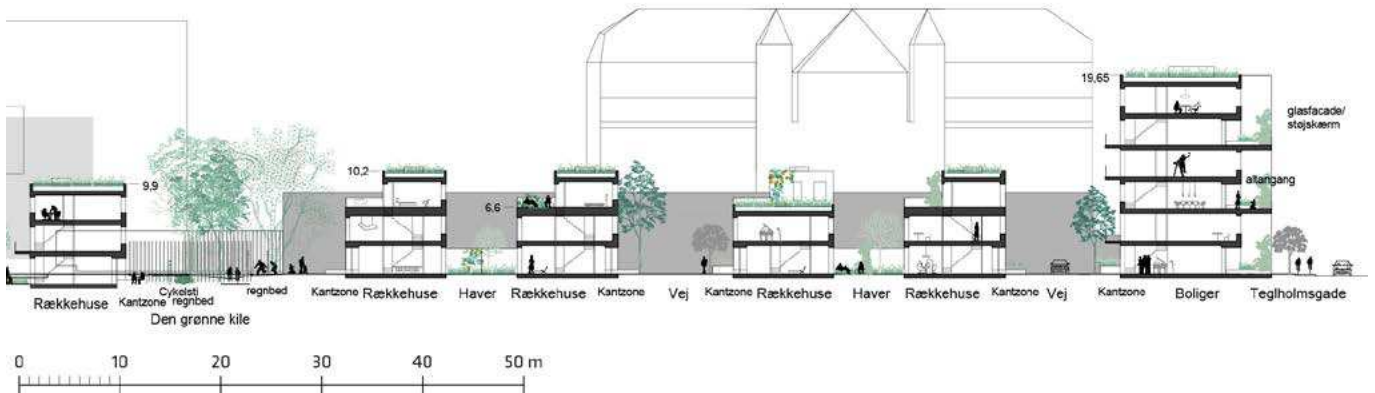 19,65
glasfacade/
støjskærm
10,2
9,9
altangang
6,6
Rækkehuse Kantzone Cykelsti regnbed regnbed Kantzone Rækkehuse Haver Rækkehuse Kantzone Vej Kantzone Rækkehuse Haver Rækkehuse Kantzone Vej Kantzone Boliger Teglholmsgade
Den grønne kile
0 10 20 30 40 50 m